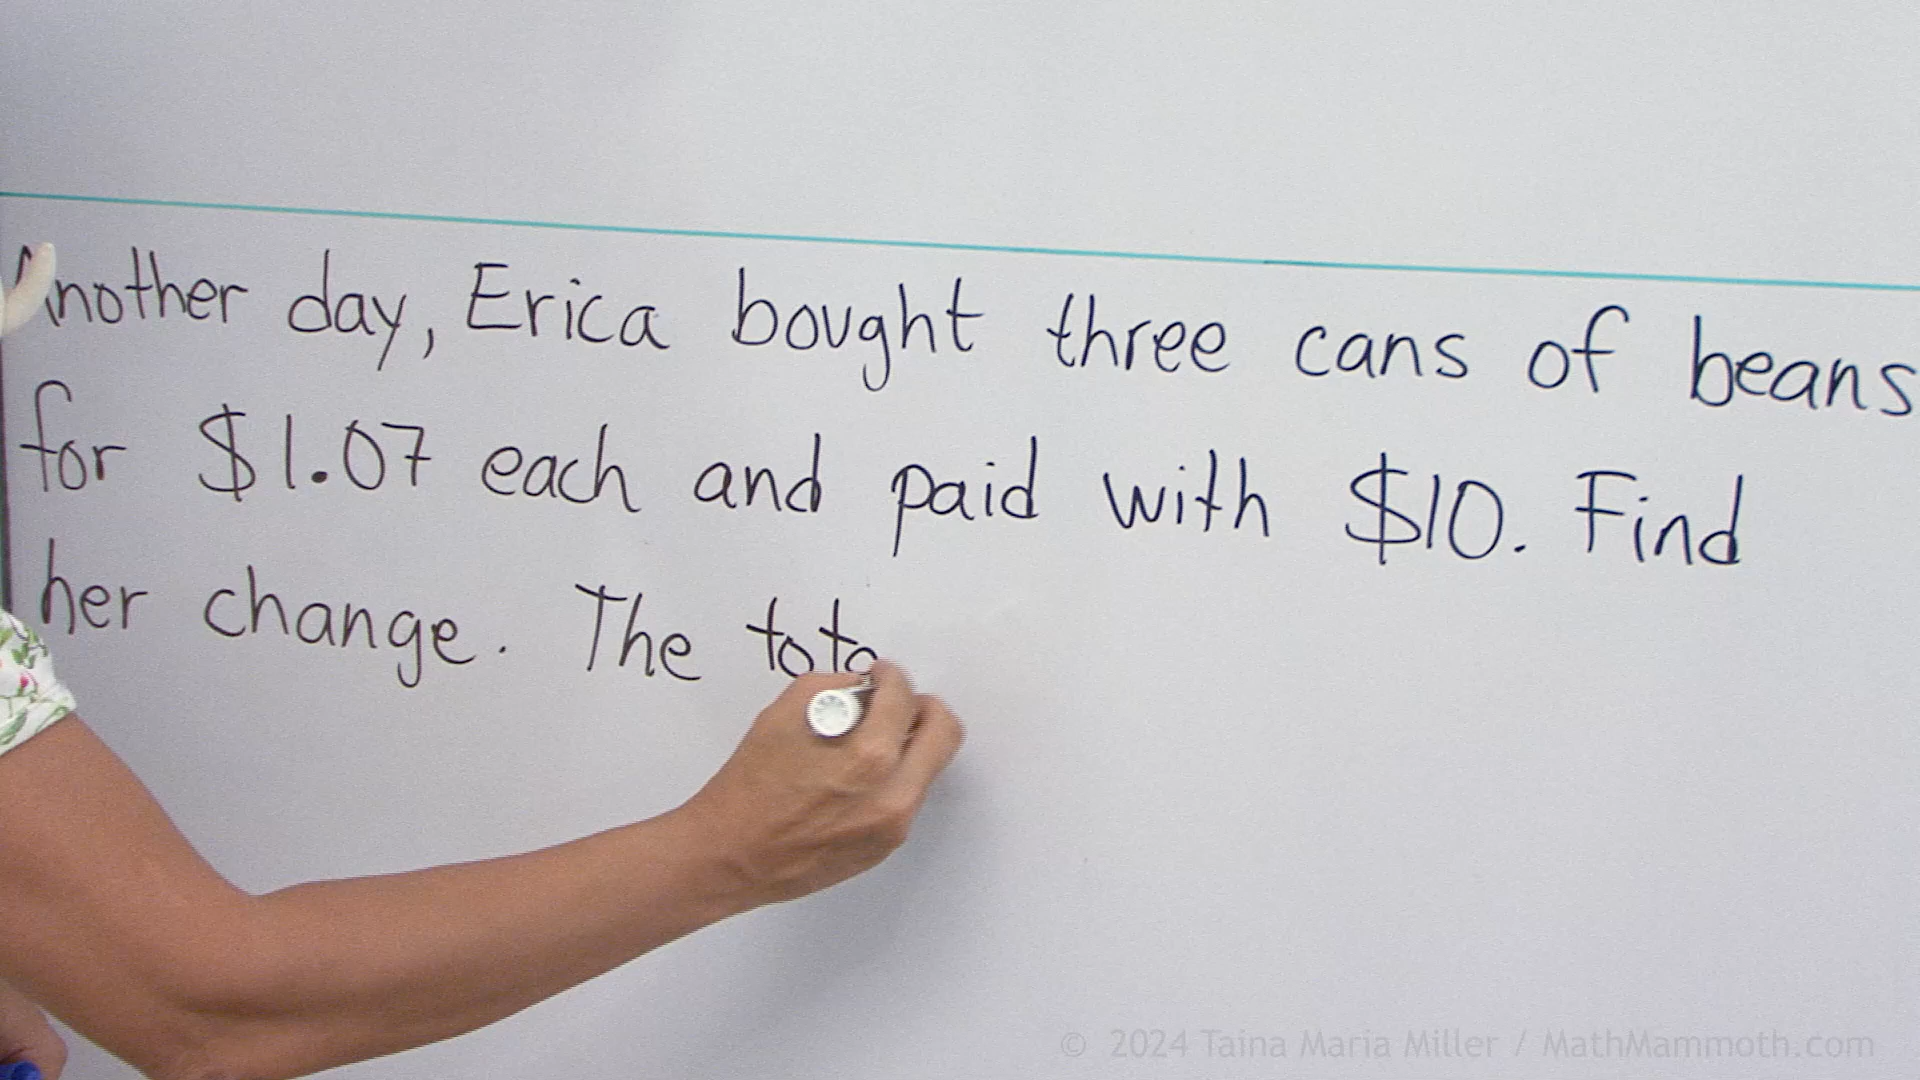 Another day, Erica bought three cans of beans
for $1.07 each and paid with $10. Find
her change. The tota
© 2024 Taina Maria Miller / MathMammoth.com